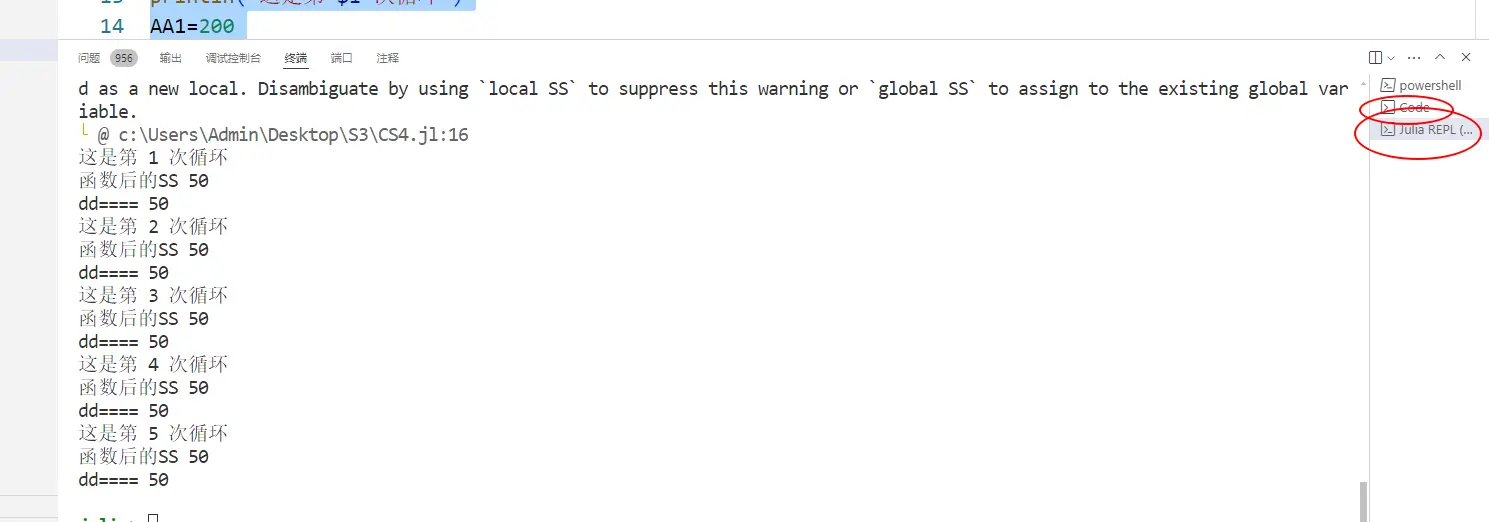 14 AA1=200
问题 956 输出 调试控制台 终端 端口 注释
d as a new local. Disambiguate by using `local SS` to suppress this warning or `global SS` to assign to the existing global var
iable.
└ @ c:\Users\Admin\Desktop\S3\CS4.jl:16
这是第 1 次循环
函数后的SS 50
dd==== 50
这是第 2 次循环
函数后的SS 50
dd==== 50
这是第 3 次循环
函数后的SS 50
dd==== 50
这是第 4 次循环
函数后的SS 50
dd==== 50
这是第 5 次循环
函数后的SS 50
dd==== 50
powershell
Code
Julia REPL (...